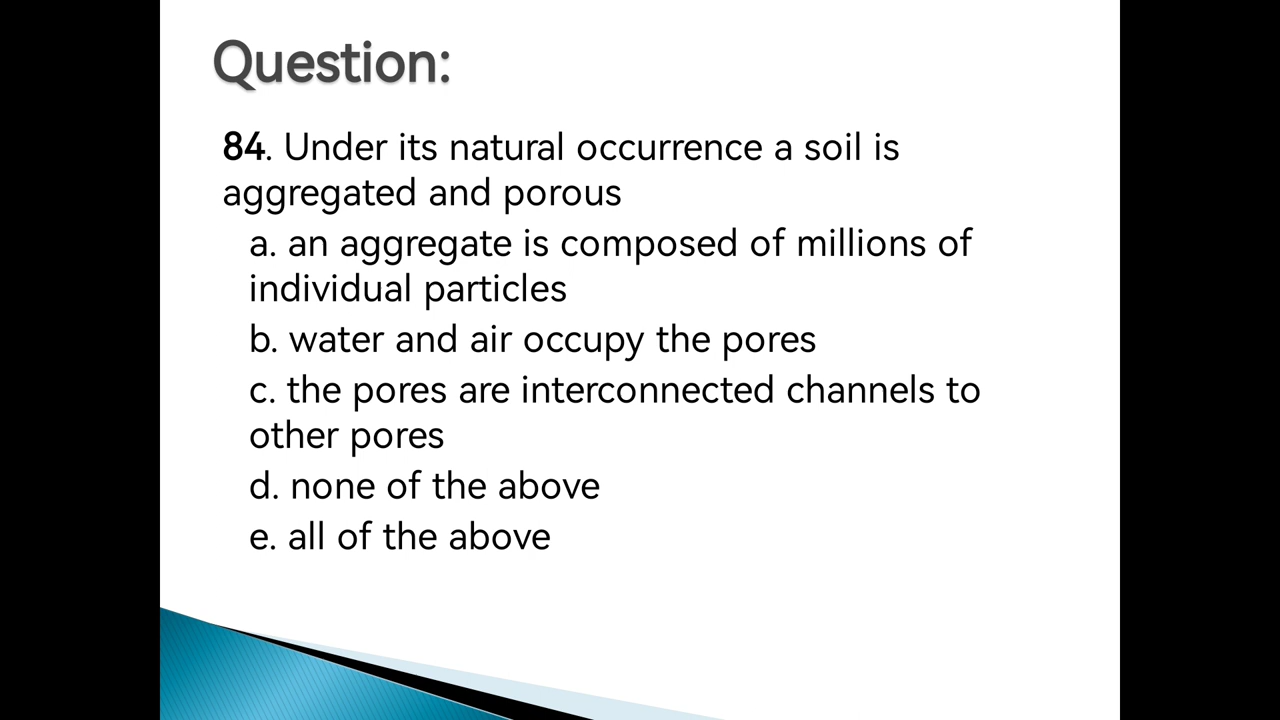 Question:
84. Under its natural occurrence a soil is
aggregated and porous
a. an aggregate is composed of millions of
individual particles
b. water and air occupy the pores
c. the pores are interconnected channels to
other pores
d. none of the above
e. all of the above